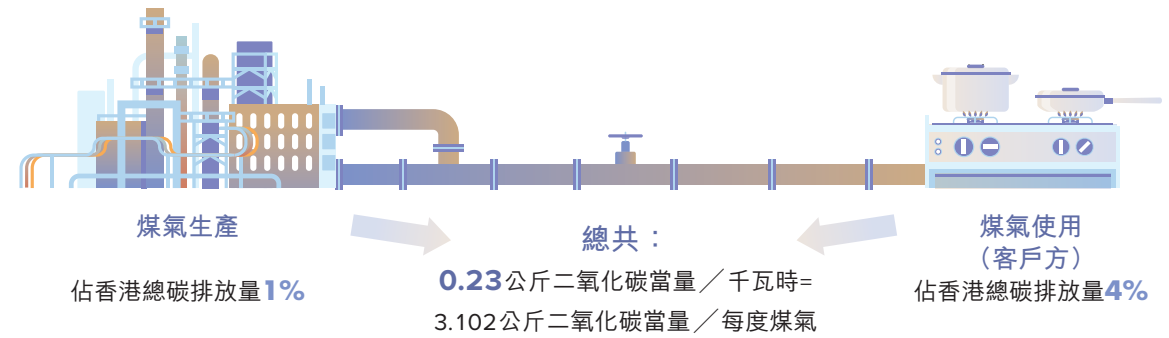 煤氣生產
佔香港總碳排放量1%
總共：
0.23公斤二氧化碳當量／千瓦時=
3.102公斤二氧化碳當量／每度煤氣
煤氣使用
（客戶方）
佔香港總碳排放量4%